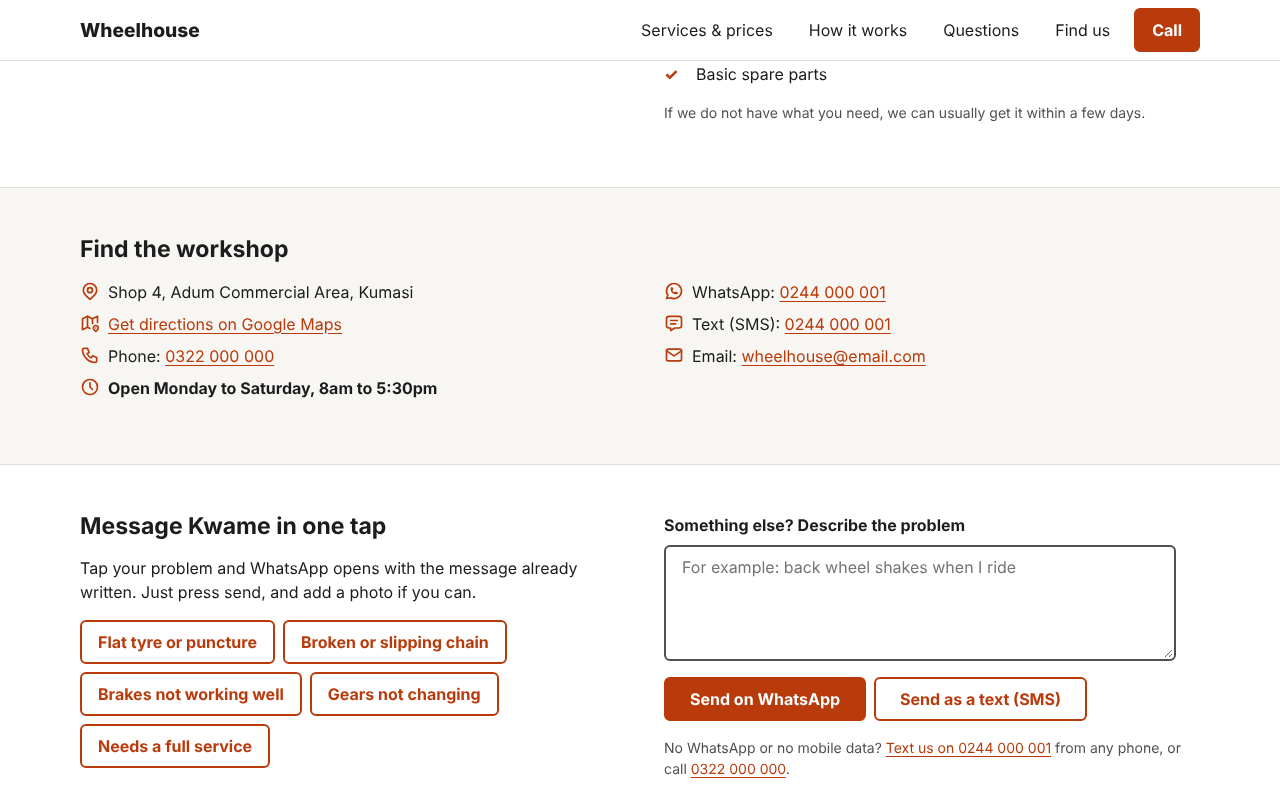 Wheelhouse
Services & prices
How it works
Questions
Find us
Call
Basic spare parts
If we do not have what you need, we can usually get it within a few days.
Find the workshop
Shop 4, Adum Commercial Area, Kumasi
Get directions on Google Maps
Phone: 0322 000 000
Open Monday to Saturday, 8am to 5:30pm
WhatsApp: 0244 000 001
Text (SMS): 0244 000 001
Email: wheelhouse@email.com
Message Kwame in one tap
Tap your problem and WhatsApp opens with the message already
written. Just press send, and add a photo if you can.
Flat tyre or puncture
Broken or slipping chain
Brakes not working well
Gears not changing
Needs a full service
Something else? Describe the problem
For example: back wheel shakes when I ride
Send on WhatsApp
Send as a text (SMS)
No WhatsApp or no mobile data? Text us on 0244 000 001 from any phone, or
call 0322 000 000.